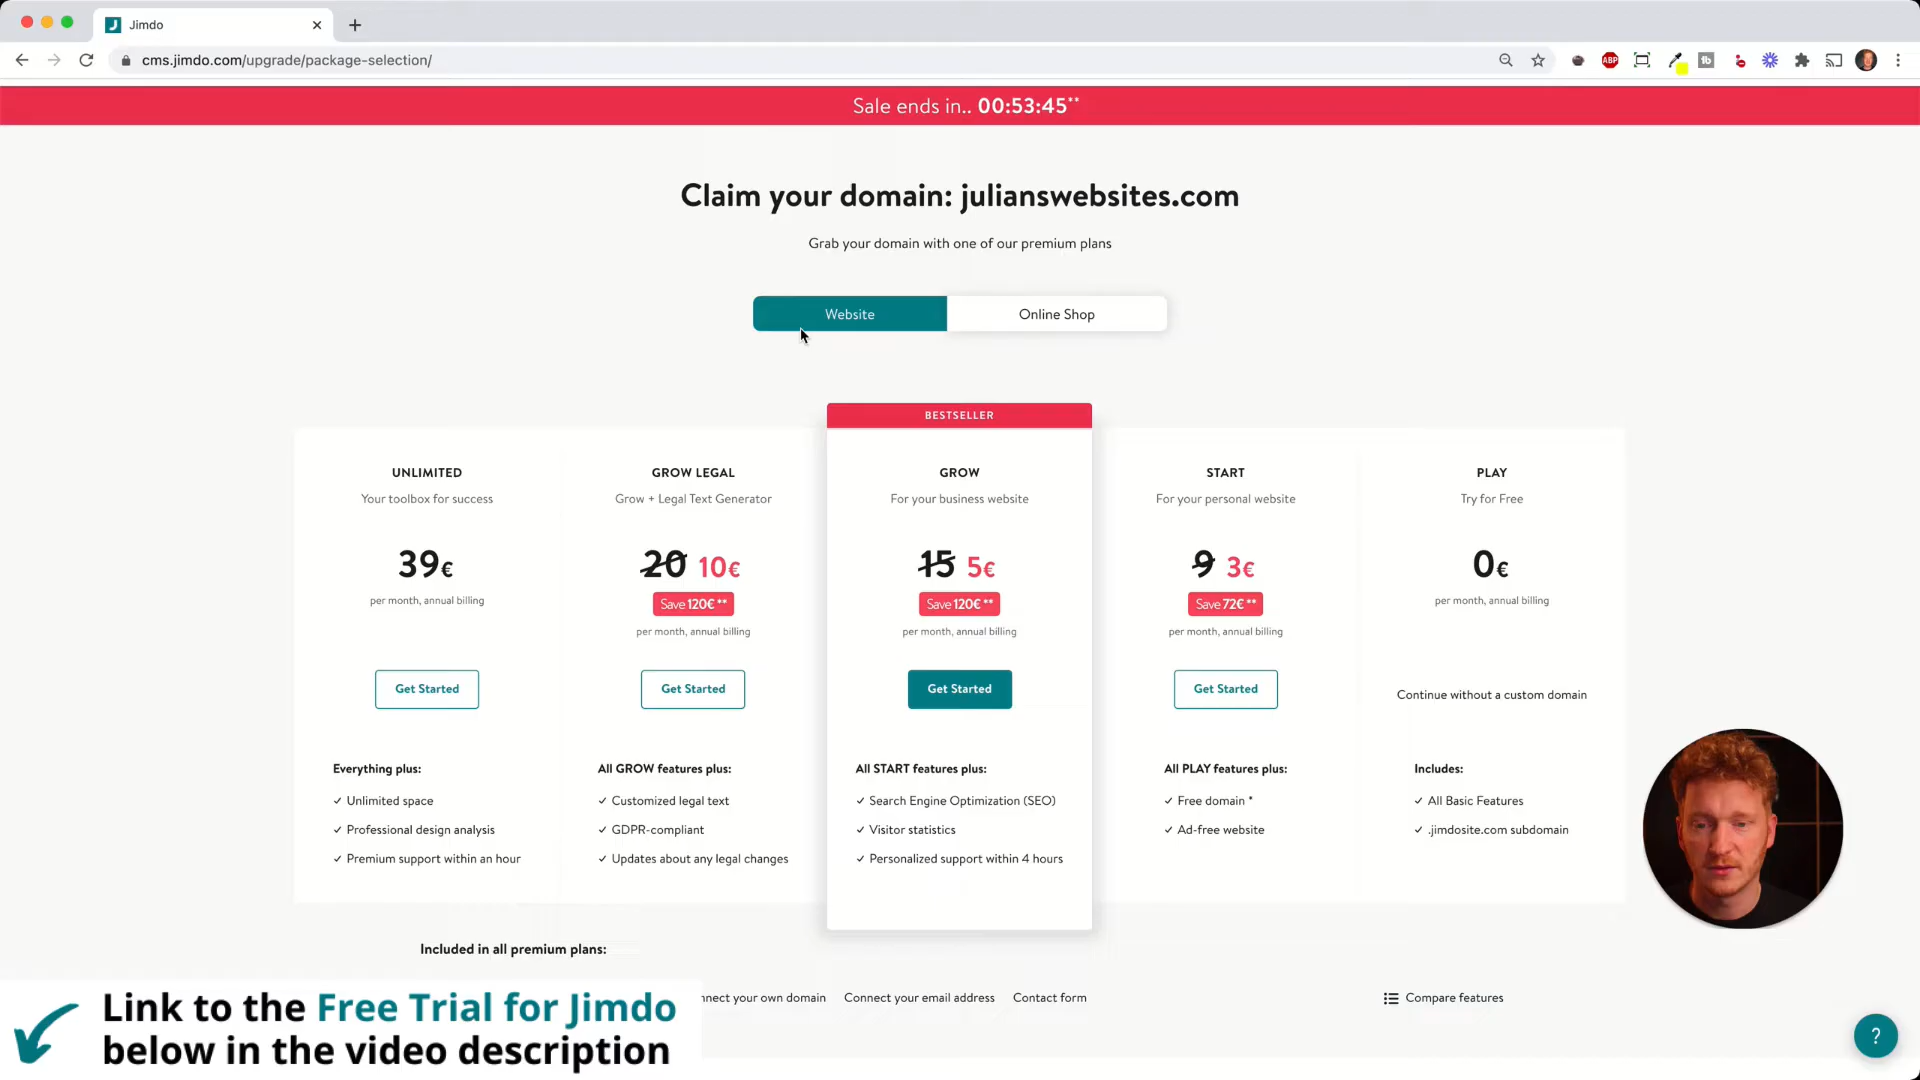 Jimdo
cms.jimdo.com/upgrade/package-selection/
ABP
Sale ends in.. 00:53:45**
Claim your domain: julianswebsites.com
Grab your domain with one of our premium plans
Website
Online Shop
BESTSELLER
UNLIMITED
Your toolbox for success
39€
per month, annual billing
Get Started
Everything plus:
✓ Unlimited space
✓ Professional design analysis
✓ Premium support within an hour
GROW LEGAL
Grow + Legal Text Generator
20 10€
Save 120€ **
per month, annual billing
Get Started
All GROW features plus:
✓ Customized legal text
✓ GDPR-compliant
✓ Updates about any legal changes
GROW
For your business website
15 5€
Save 120€ **
per month, annual billing
Get Started
All START features plus:
✓ Search Engine Optimization (SEO)
✓ Visitor statistics
✓ Personalized support within 4 hours
START
For your personal website
9 3€
Save 72€ **
per month, annual billing
Get Started
All PLAY features plus:
✓ Free domain *
✓ Ad-free website
PLAY
Try for Free
0€
per month, annual billing
Continue without a custom domain
Includes:
✓ All Basic Features
✓ .jimdosite.com subdomain
Included in all premium plans:
your own domain
Connect your email address
Contact form
Compare features
Link to the Free Trial for Jimdo
below in the video description
?